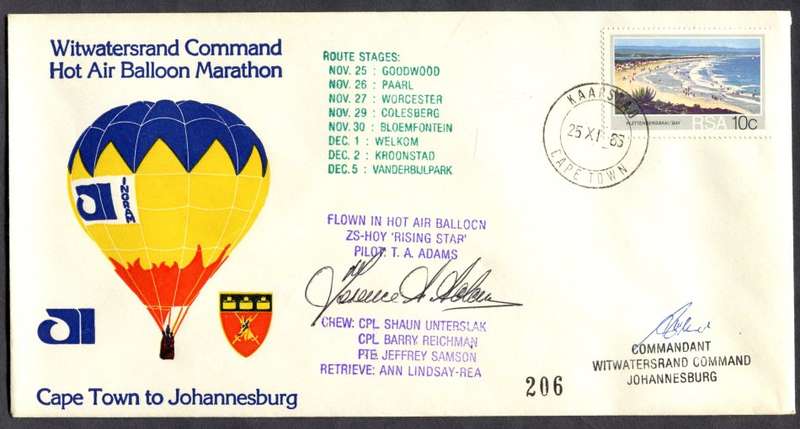 Witwatersrand Command
Hot Air Balloon Marathon
INGRAM
Cape Town to Johannesburg
ROUTE STAGES:
NOV. 25 : GOODWOOD
NOV. 26 : PAARL
NOV. 27 : WORCESTER
NOV. 29 : COLESBERG
NOV. 30 : BLOEMFONTEIN
DEC. 1 : WELKOM
DEC. 2 : KROONSTAD
DEC. 5 : VANDERBIJLPARK
FLOWN IN HOT AIR BALLOON
ZS-HOY 'RISING STAR'
PILOT: T. A. ADAMS
CREW: CPL. SHAUN UNTERSLAK
CPL. BARRY REICHMAN
PTE. JEFFREY SAMSON
RETRIEVE: ANN LINDSAY-REA
206
RSA 10c
KAAPSTAD
25 XI 83
CAPE TOWN
COMMANDANT
WITWATERSRAND COMMAND
JOHANNESBURG